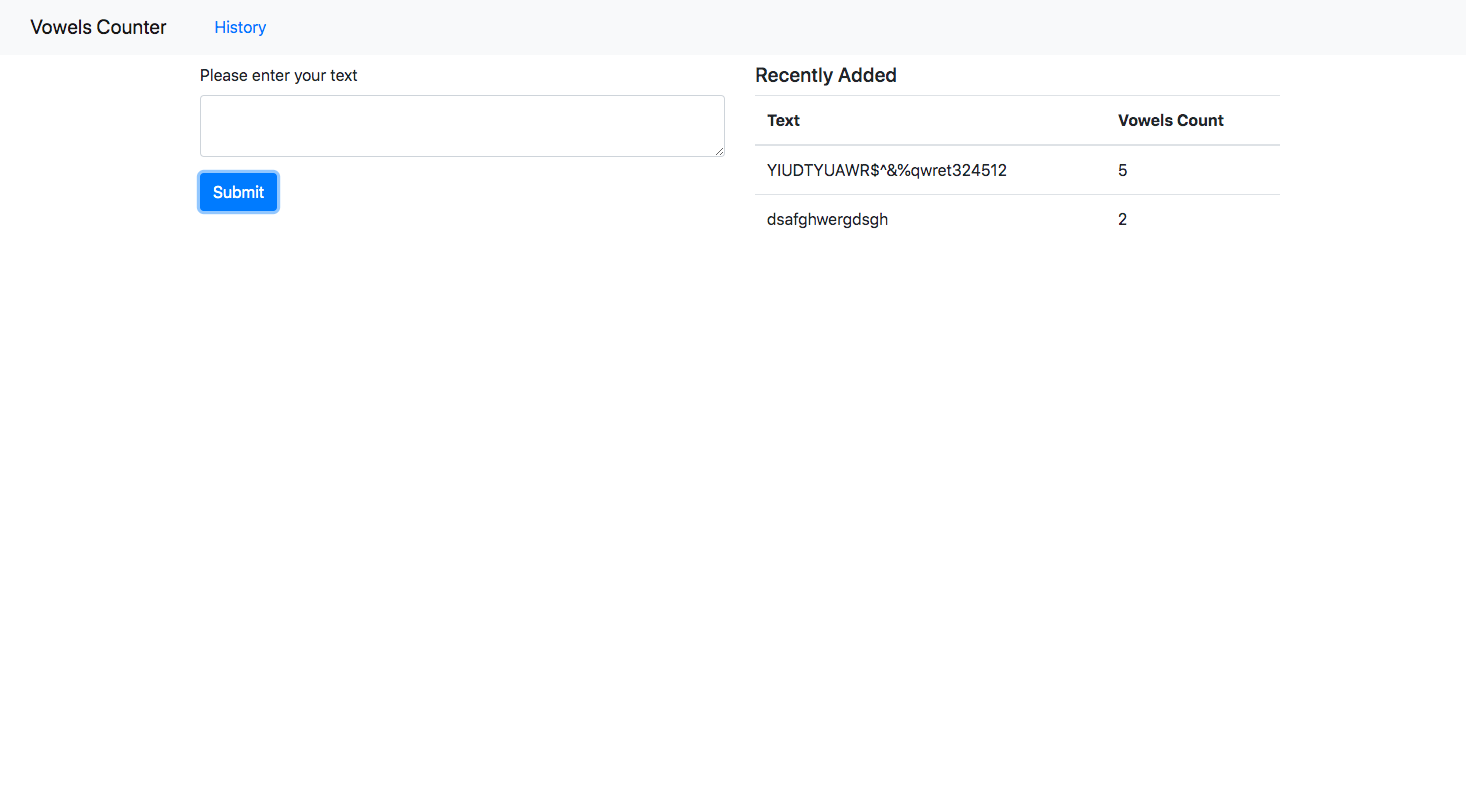 Vowels Counter History
Please enter your text
Submit
Recently Added
Text Vowels Count
YIUDTYUAWR$^&%qwret324512 5
dsafghwergdsgh 2